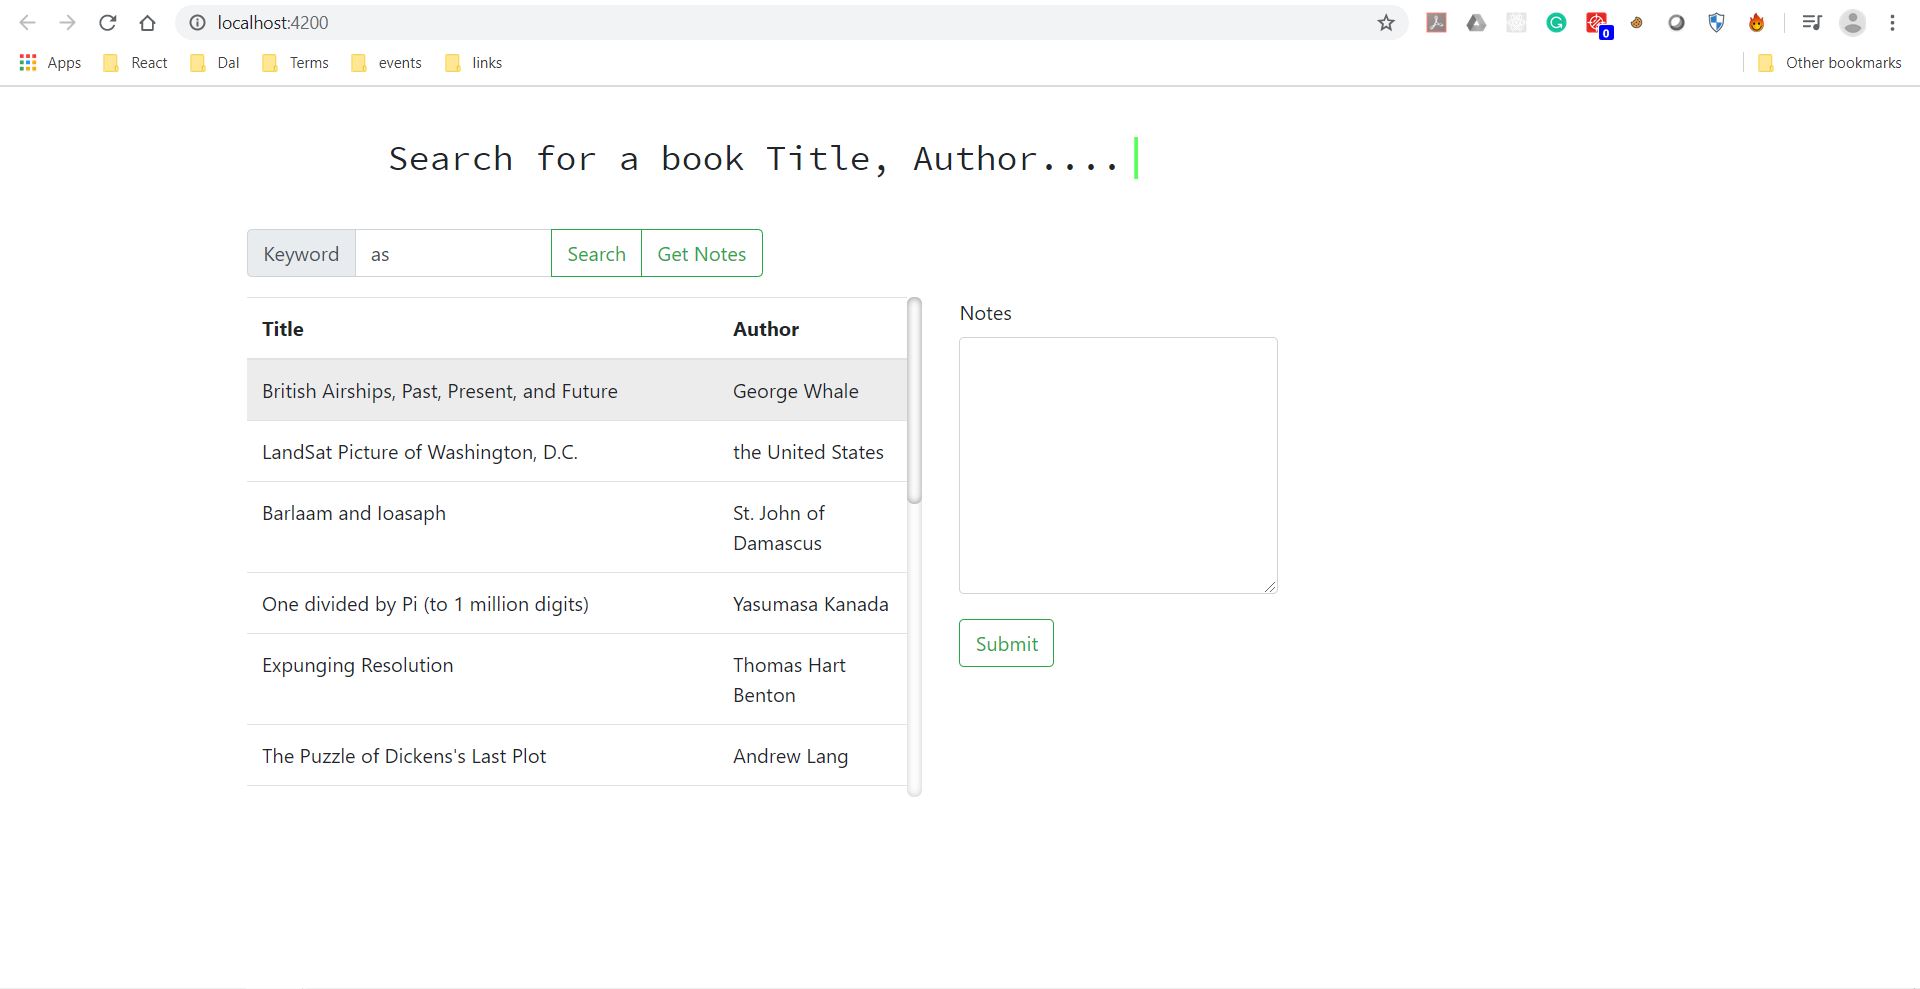 localhost:4200
0
Apps React Dal Terms events links Other bookmarks
Search for a book Title, Author....
Keyword as Search Get Notes
Title Author
British Airships, Past, Present, and Future George Whale
LandSat Picture of Washington, D.C. the United States
Barlaam and Ioasaph St. John of
Damascus
One divided by Pi (to 1 million digits) Yasumasa Kanada
Expunging Resolution Thomas Hart
Benton
The Puzzle of Dickens's Last Plot Andrew Lang
Notes
Submit